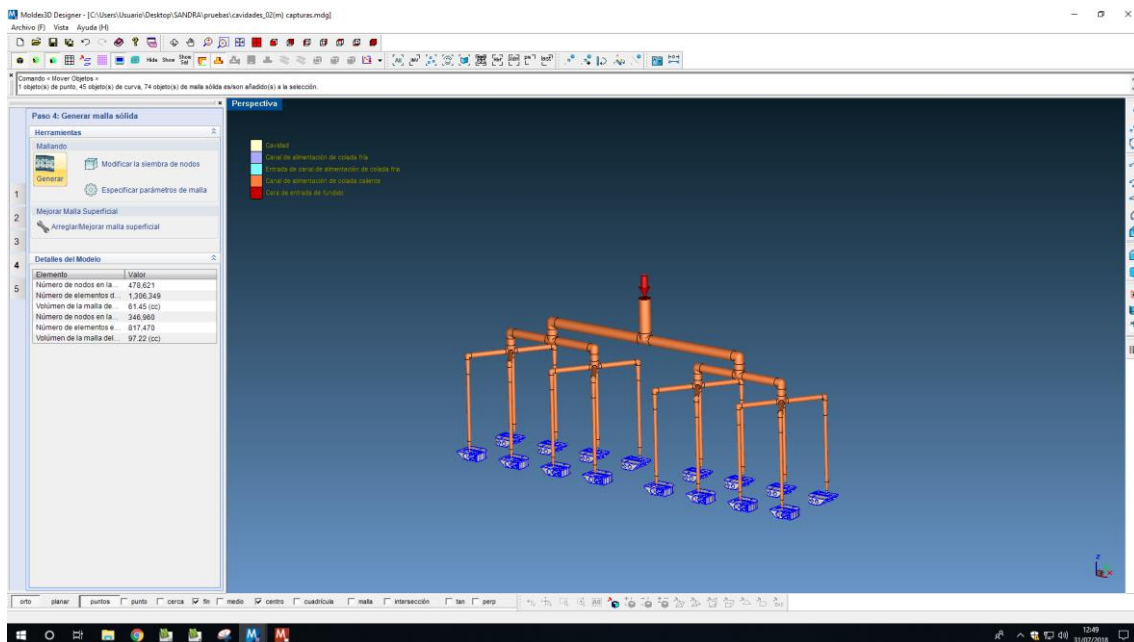 Moldex3D Designer - [C:\Users\Usuario\Desktop\SANDRA\pruebas\cavidades_02(m) capturas.mdg]
Archivo (F) Vista Ayuda (H)
Hide Show Show Sel
Comando < Mover Objetos >
1 objeto(s) de punto, 45 objeto(s) de curva, 74 objeto(s) de malla sólida es/son añadido(s) a la selección.
Perspectiva
Paso 4: Generar malla sólida
Herramientas
Mallando
Generar
Modificar la siembra de nodos
Especificar parámetros de malla
Mejorar Malla Superficial
Arreglar/Mejorar malla superficial
Detalles del Modelo
Elemento Valor
Número de nodos en la... 478,621
Número de elementos d... 1,306,349
Volúmen de la malla de... 61.45 (cc)
Número de nodos en la... 346,960
Número de elementos e... 817,470
Volúmen de la malla del... 97.22 (cc)
1
2
3
4
5
Cavidad
Canal de alimentación de colada fría
Entrada de canal de alimentación de colada fría
Canal de alimentación de colada caliente
Cara de entrada de fundido
z
x
orto planar puntos punto cerca fin medio centro cuadrícula malla intersección tan perp
12:49
11/07/2018